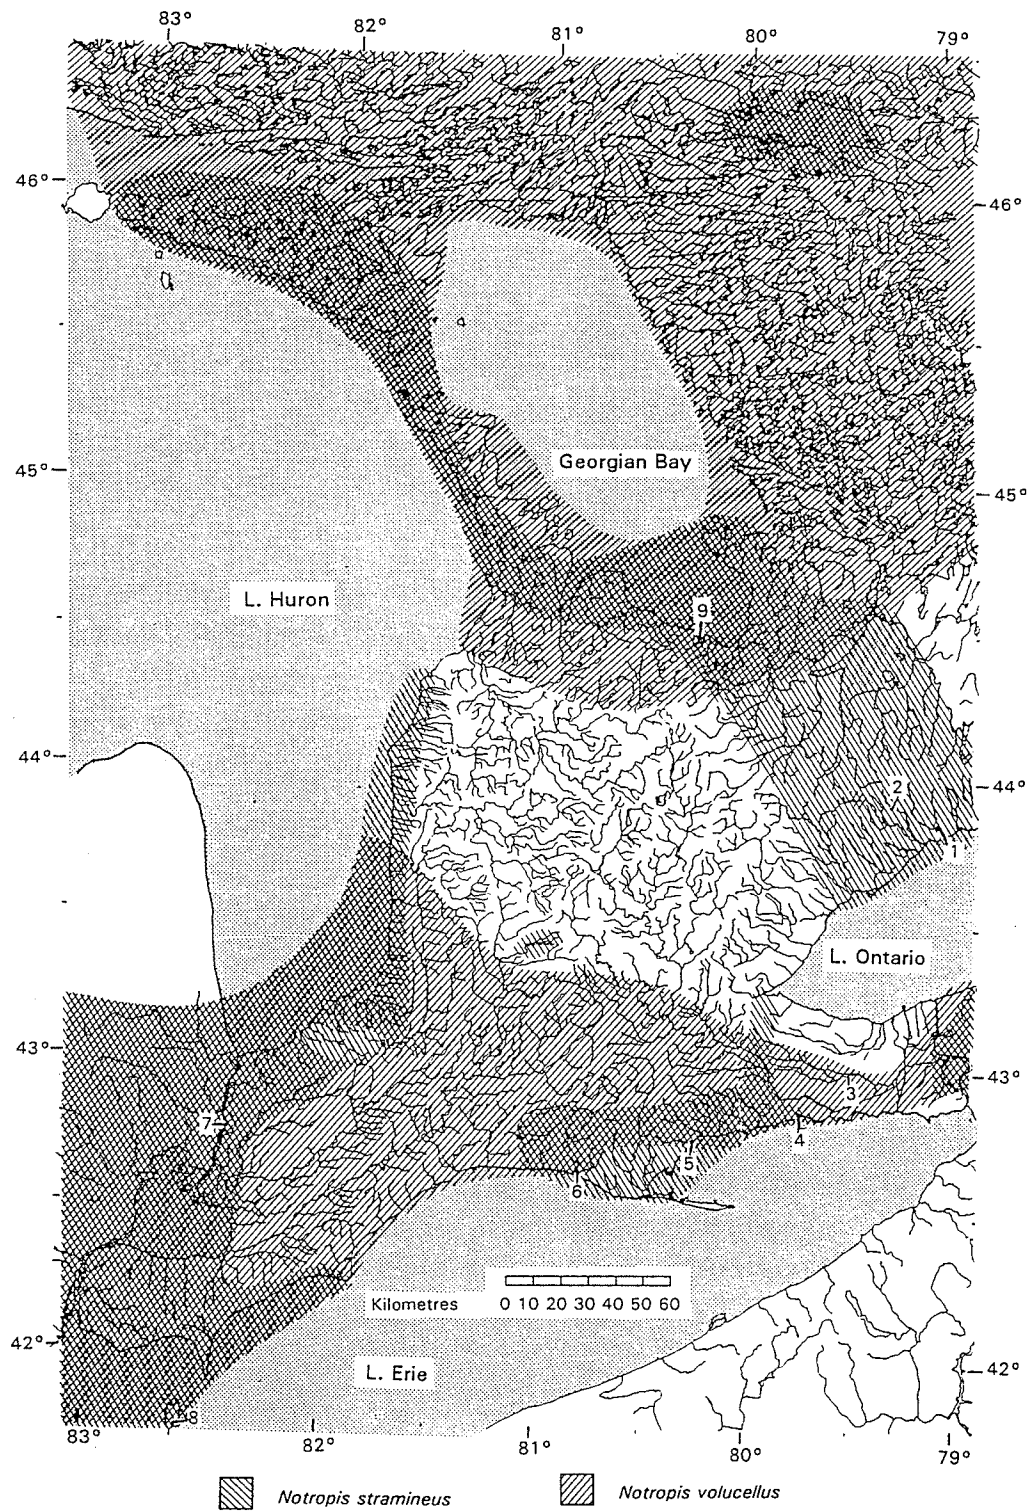 83° 82° 81° 80° 79°
46° 46°
45° Georgian Bay 45°
L. Huron
9
44° 2 44°
1
L. Ontario
43° 43°
3
7 4
5
6
Kilometres 0 10 20 30 40 50 60
42° L. Erie 42°
8
83° 82° 81° 80° 79°
Notropis stramineus Notropis volucellus